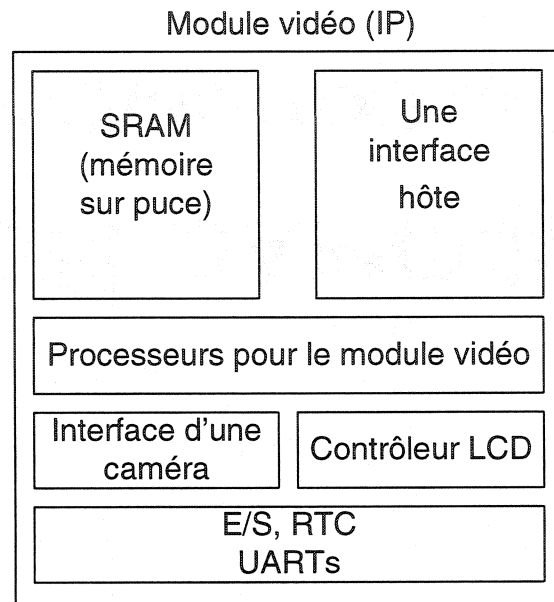 Module vidéo (IP)
SRAM
(mémoire
sur puce)
Une
interface
hôte
Processeurs pour le module vidéo
Interface d'une
caméra
Contrôleur LCD
E/S, RTC
UARTs